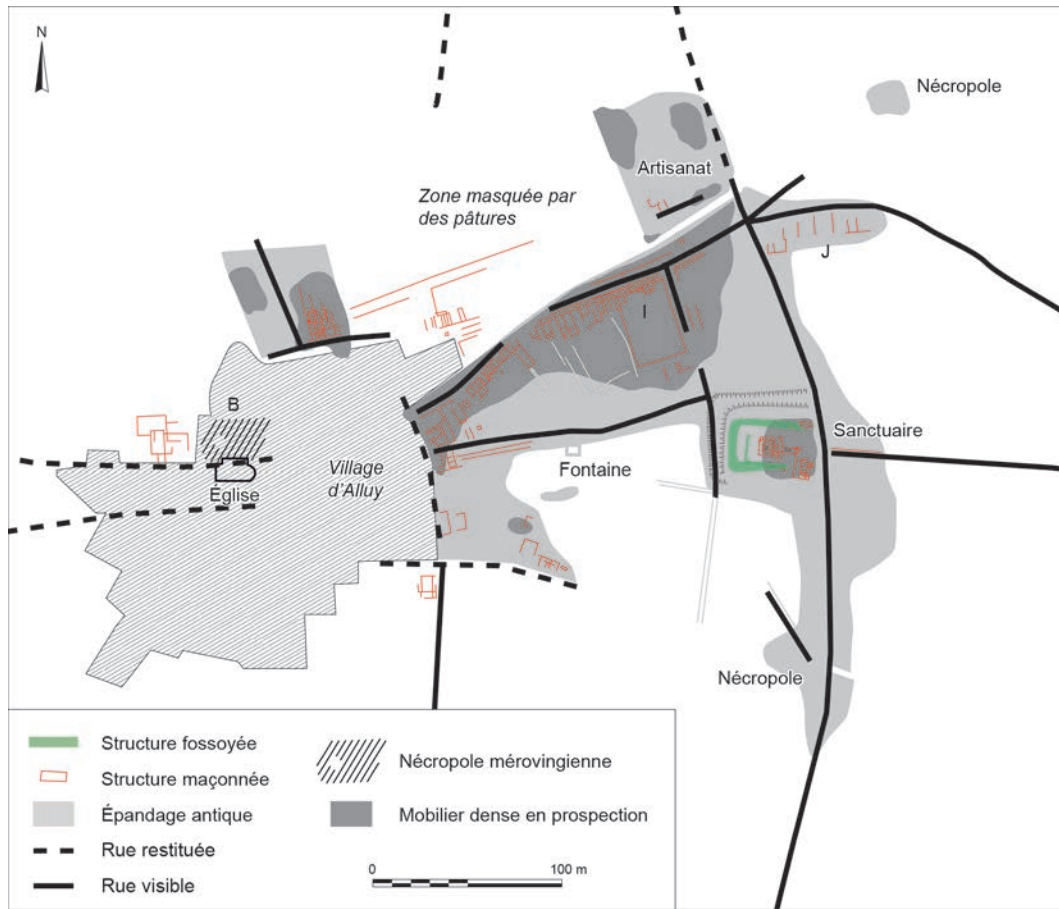 N
Nécropole
Artisanat
Zone masquée par
des pâtures
J
I
B
Sanctuaire
Fontaine
Village
d'Alluy
Église
Nécropole
Structure fossoyée
Structure maçonnée
Épandage antique
Rue restituée
Rue visible
Nécropole mérovingienne
Mobilier dense en prospection
0 100 m